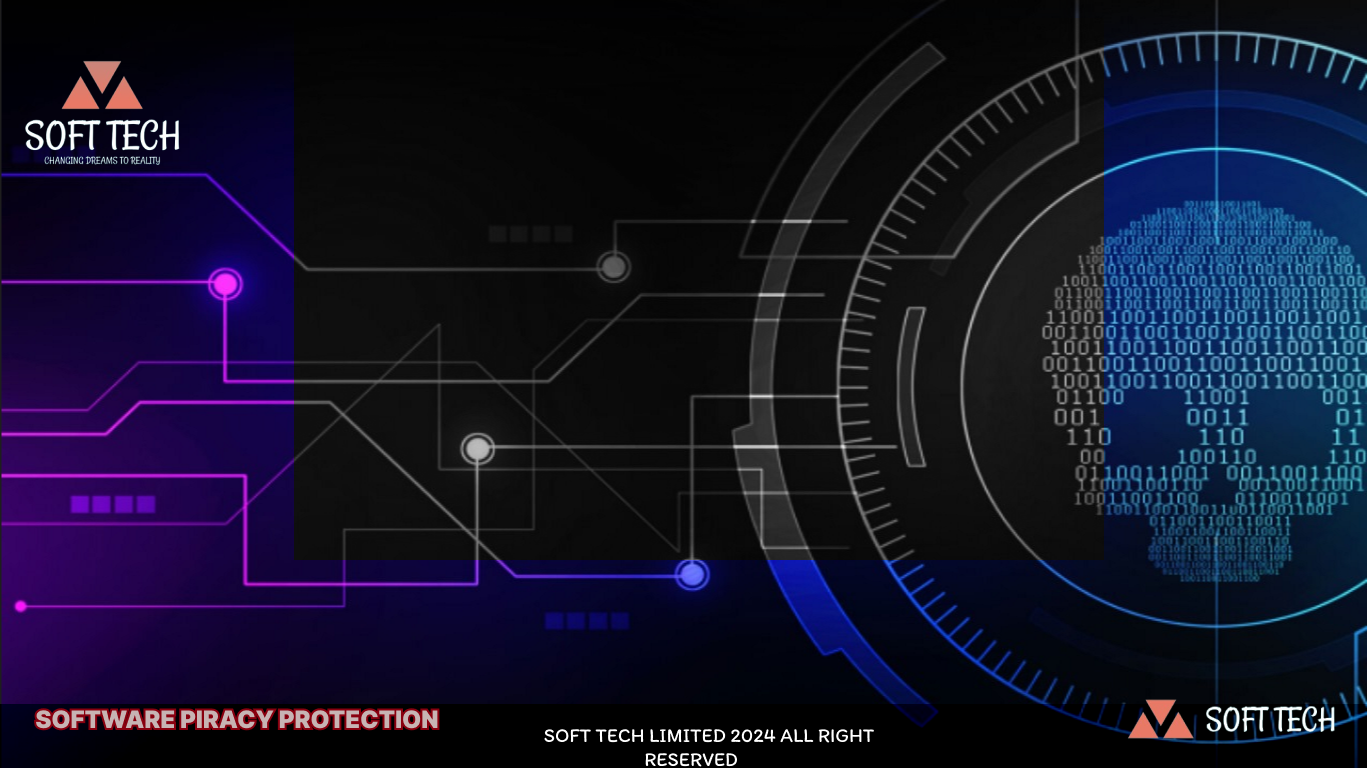 SOFT TECH
CHANGING DREAMS TO REALITY
SOFTWARE PIRACY PROTECTION
SOFT TECH LIMITED 2024 ALL RIGHT
RESERVED
SOFT TECH